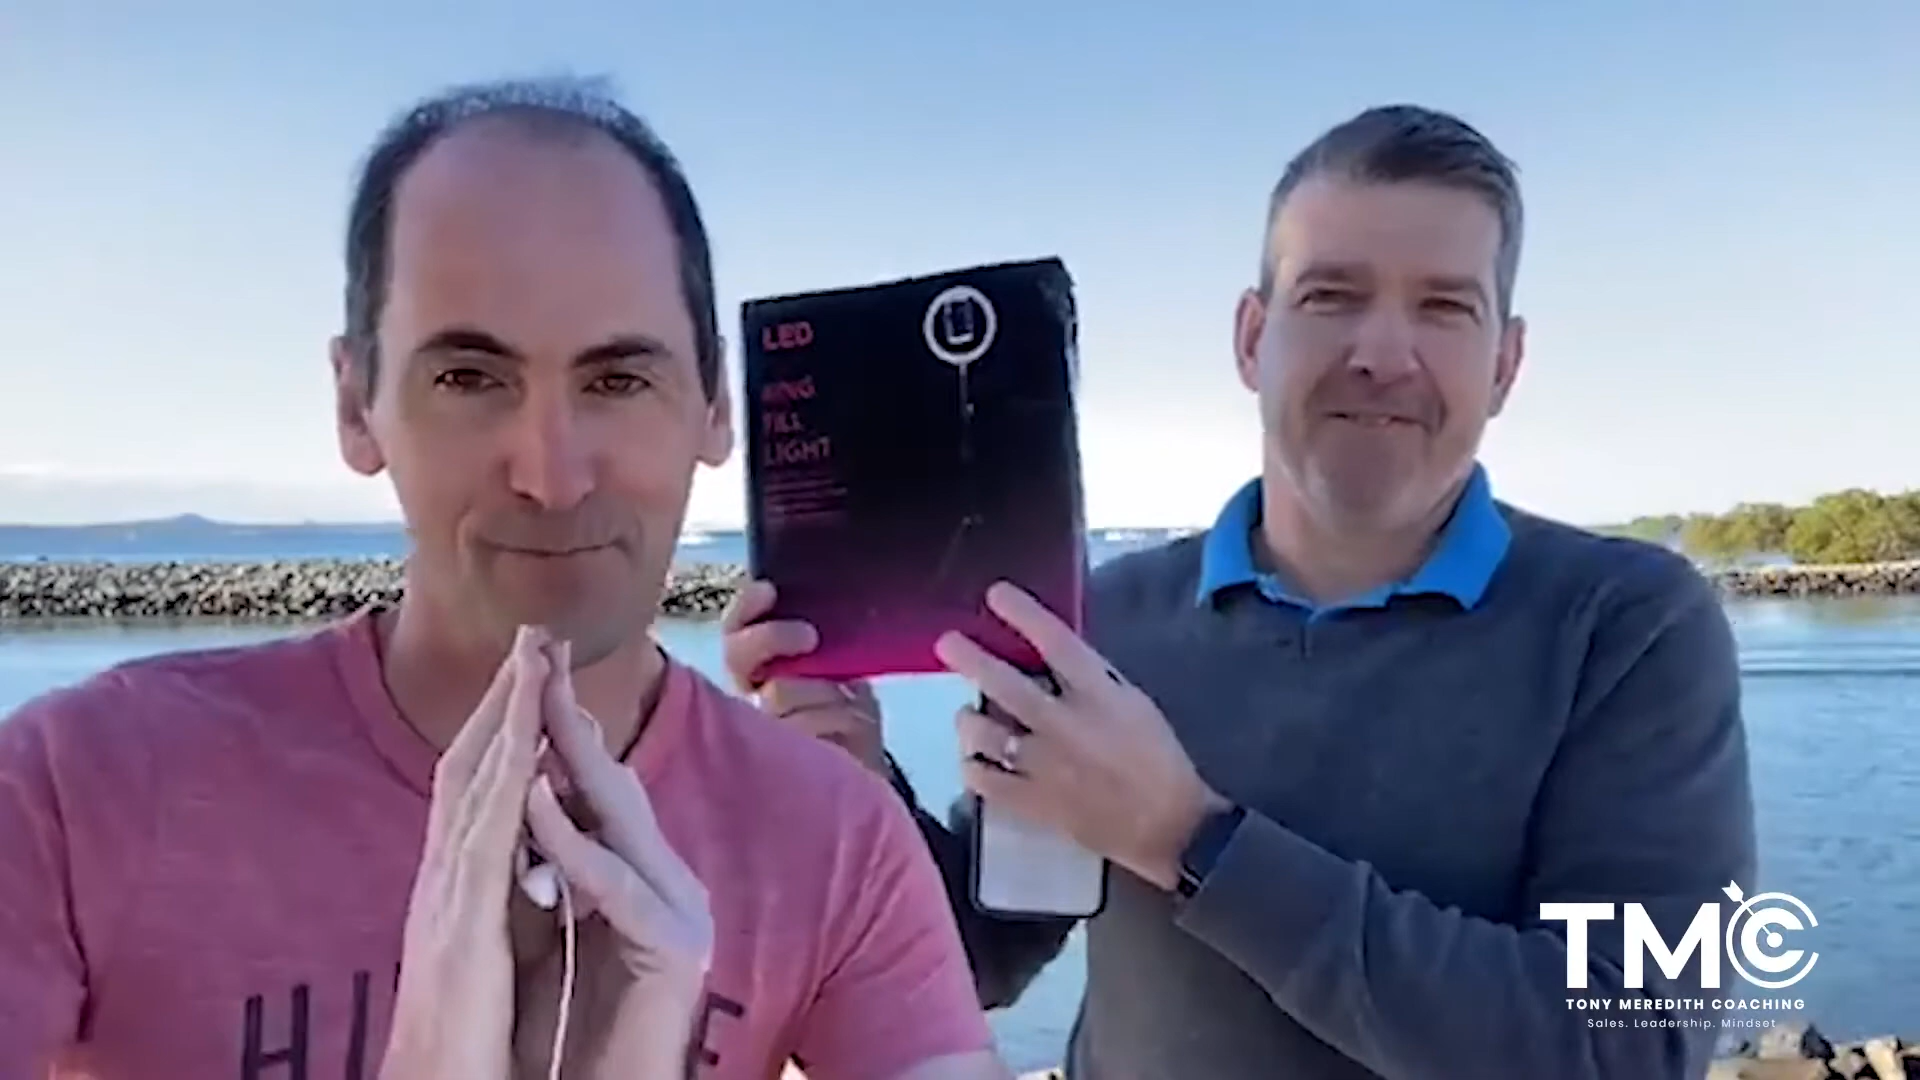 LED
RING
FILL
LIGHT
TMC
TONY MEREDITH COACHING
Sales. Leadership. Mindset